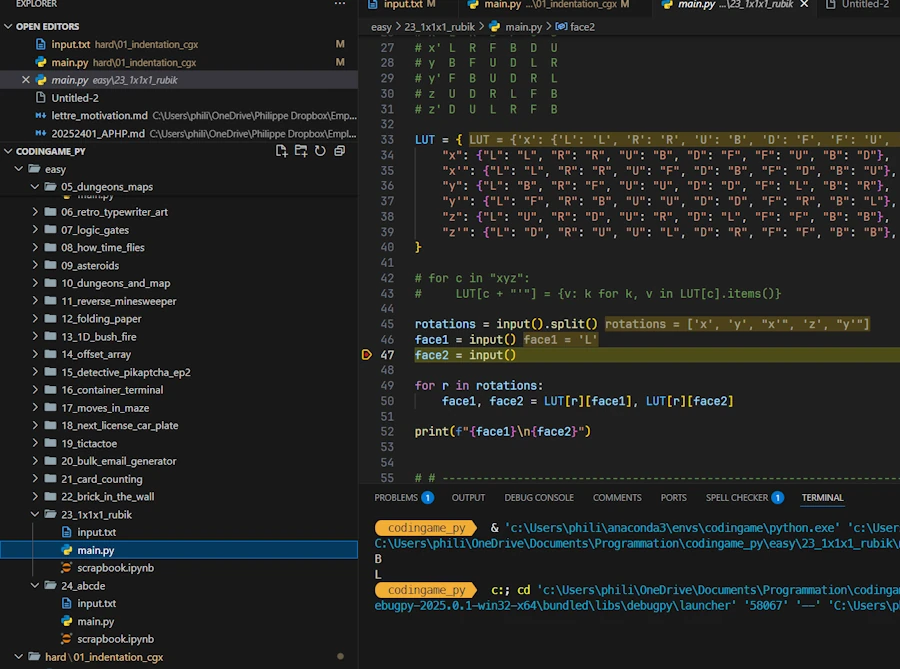 EXPLORER ...
OPEN EDITORS
input.txt hard\01_indentation_cgx M
main.py hard\01_indentation_cgx M
main.py easy\23_1x1x1_rubik
Untitled-2
lettre_motivation.md C:\Users\phili\OneDrive\Philippe Dropbox\Empl...
20252401_APHP.md C:\Users\phili\OneDrive\Philippe Dropbox\Empl...
CODINGAME_PY
easy
05_dungeons_maps
main.py
06_retro_typewriter_art
07_logic_gates
08_how_time_flies
09_asteroids
10_dungeons_and_map
11_reverse_minesweeper
12_folding_paper
13_1D_bush_fire
14_offset_array
15_detective_pikaptcha_ep2
16_container_terminal
17_moves_in_maze
18_next_license_car_plate
19_tictactoe
20_bulk_email_generator
21_card_counting
22_brick_in_the_wall
23_1x1x1_rubik
input.txt
main.py
scrapbook.ipynb
24_abcde
input.txt
main.py
scrapbook.ipynb
hard\01_indentation_cgx
input.txt M main.py ...\01_indentation_cgx M main.py ...\23_1x1x1_rubik Untitled-2
easy > 23_1x1x1_rubik > main.py > face2
27 # x' L R F B D U
28 # y B F U D L R
29 # y' F B U D R L
30 # z U D R L F B
31 # z' D U L R F B
32
33 LUT = { LUT = {'x': {'L': 'L', 'R': 'R', 'U': 'B', 'D': 'F', 'F': 'U',
34 "x": {"L": "L", "R": "R", "U": "B", "D": "F", "F": "U", "B": "D"},
35 "x'": {"L": "L", "R": "R", "U": "F", "D": "B", "F": "D", "B": "U"},
36 "y": {"L": "B", "R": "F", "U": "U", "D": "D", "F": "L", "B": "R"},
37 "y'": {"L": "F", "R": "B", "U": "U", "D": "D", "F": "R", "B": "L"},
38 "z": {"L": "U", "R": "D", "U": "R", "D": "L", "F": "F", "B": "B"},
39 "z'": {"L": "D", "R": "U", "U": "L", "D": "R", "F": "F", "B": "B"},
40 }
41
42 # for c in "xyz":
43 # LUT[c + "'"] = {v: k for k, v in LUT[c].items()}
44
45 rotations = input().split() rotations = ['x', 'y', "x'", 'z', "y'"]
46 face1 = input() face1 = 'L'
47 face2 = input()
48
49 for r in rotations:
50 face1, face2 = LUT[r][face1], LUT[r][face2]
51
52 print(f"{face1}\n{face2}")
53
54
55 # # -----------------------------------------------------------------
PROBLEMS 1 OUTPUT DEBUG CONSOLE COMMENTS PORTS SPELL CHECKER 1 TERMINAL
codingame_py & 'c:\Users\phili\anaconda3\envs\codingame\python.exe' 'c:\User
C:\Users\phili\OneDrive\Documents\Programmation\codingame_py\easy\23_1x1x1_rubik\
B
L
codingame_py c:; cd 'c:\Users\phili\OneDrive\Documents\Programmation\codingam
ebugpy-2025.0.1-win32-x64\bundled\libs\debugpy\launcher' '58067' '--' 'C:\Users\ph